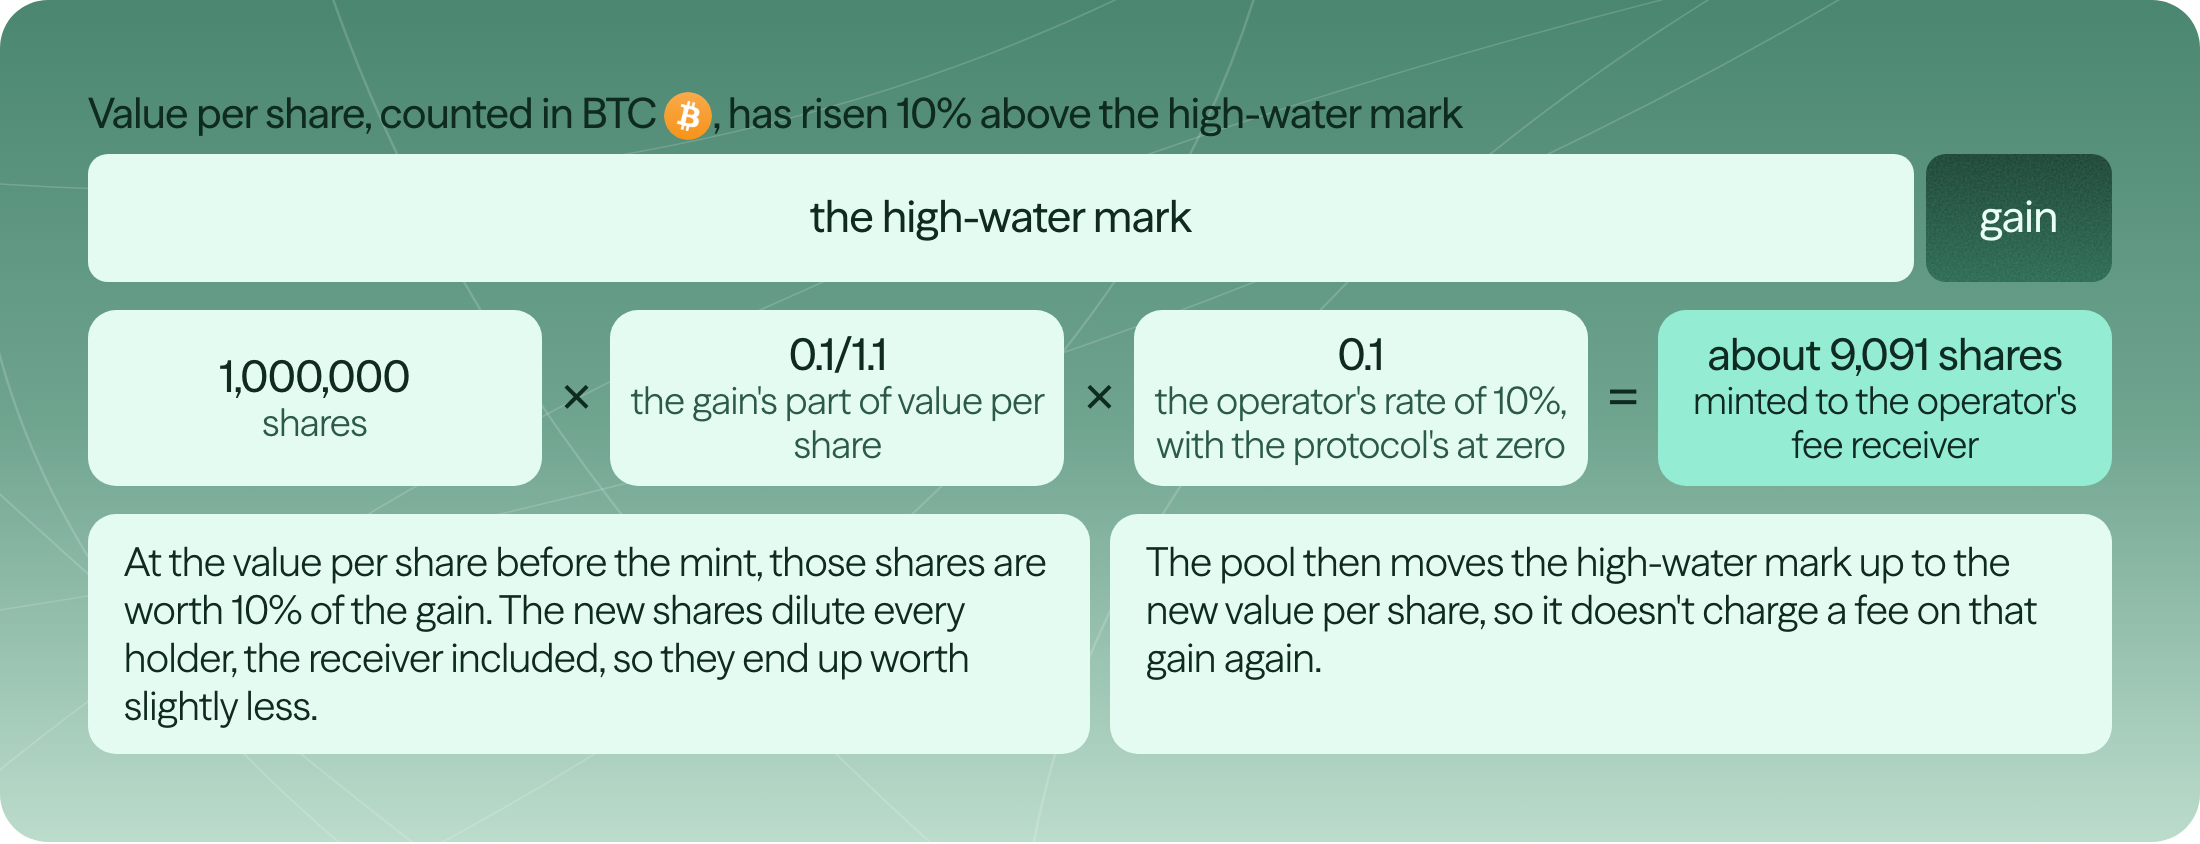 Value per share, counted in BTC ₿, has risen 10% above the high-water mark
the high-water mark
gain
1,000,000
shares
×
0.1/1.1
the gain's part of value per
share
×
0.1
the operator's rate of 10%,
with the protocol's at zero
=
about 9,091 shares
minted to the operator's
fee receiver
At the value per share before the mint, those shares are
worth 10% of the gain. The new shares dilute every
holder, the receiver included, so they end up worth
slightly less.
The pool then moves the high-water mark up to the
new value per share, so it doesn't charge a fee on that
gain again.